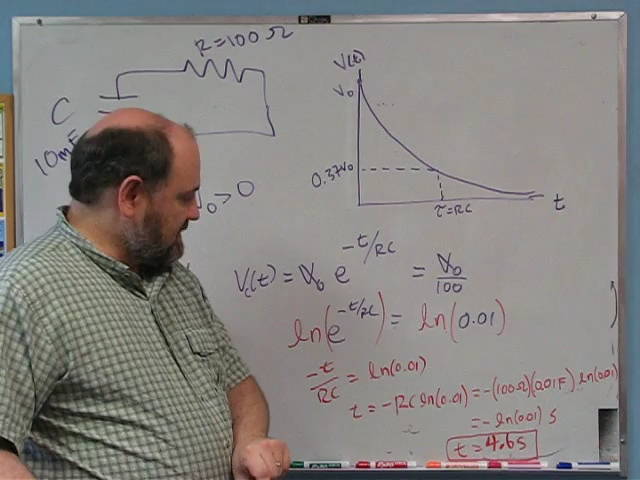 R=100Ω
C
10mF
V₀>0
V(t)
V₀
0.37V₀
τ=RC
t
V_c(t) = V₀ e^(-t/RC) = V₀/100
ln(e^(-t/RC)) = ln(0.01)
-t/RC = ln(0.01)
t = -RC ln(0.01) = -(100Ω)(0.01F) ln(0.01)
= -ln(0.01) s
t = 4.6s